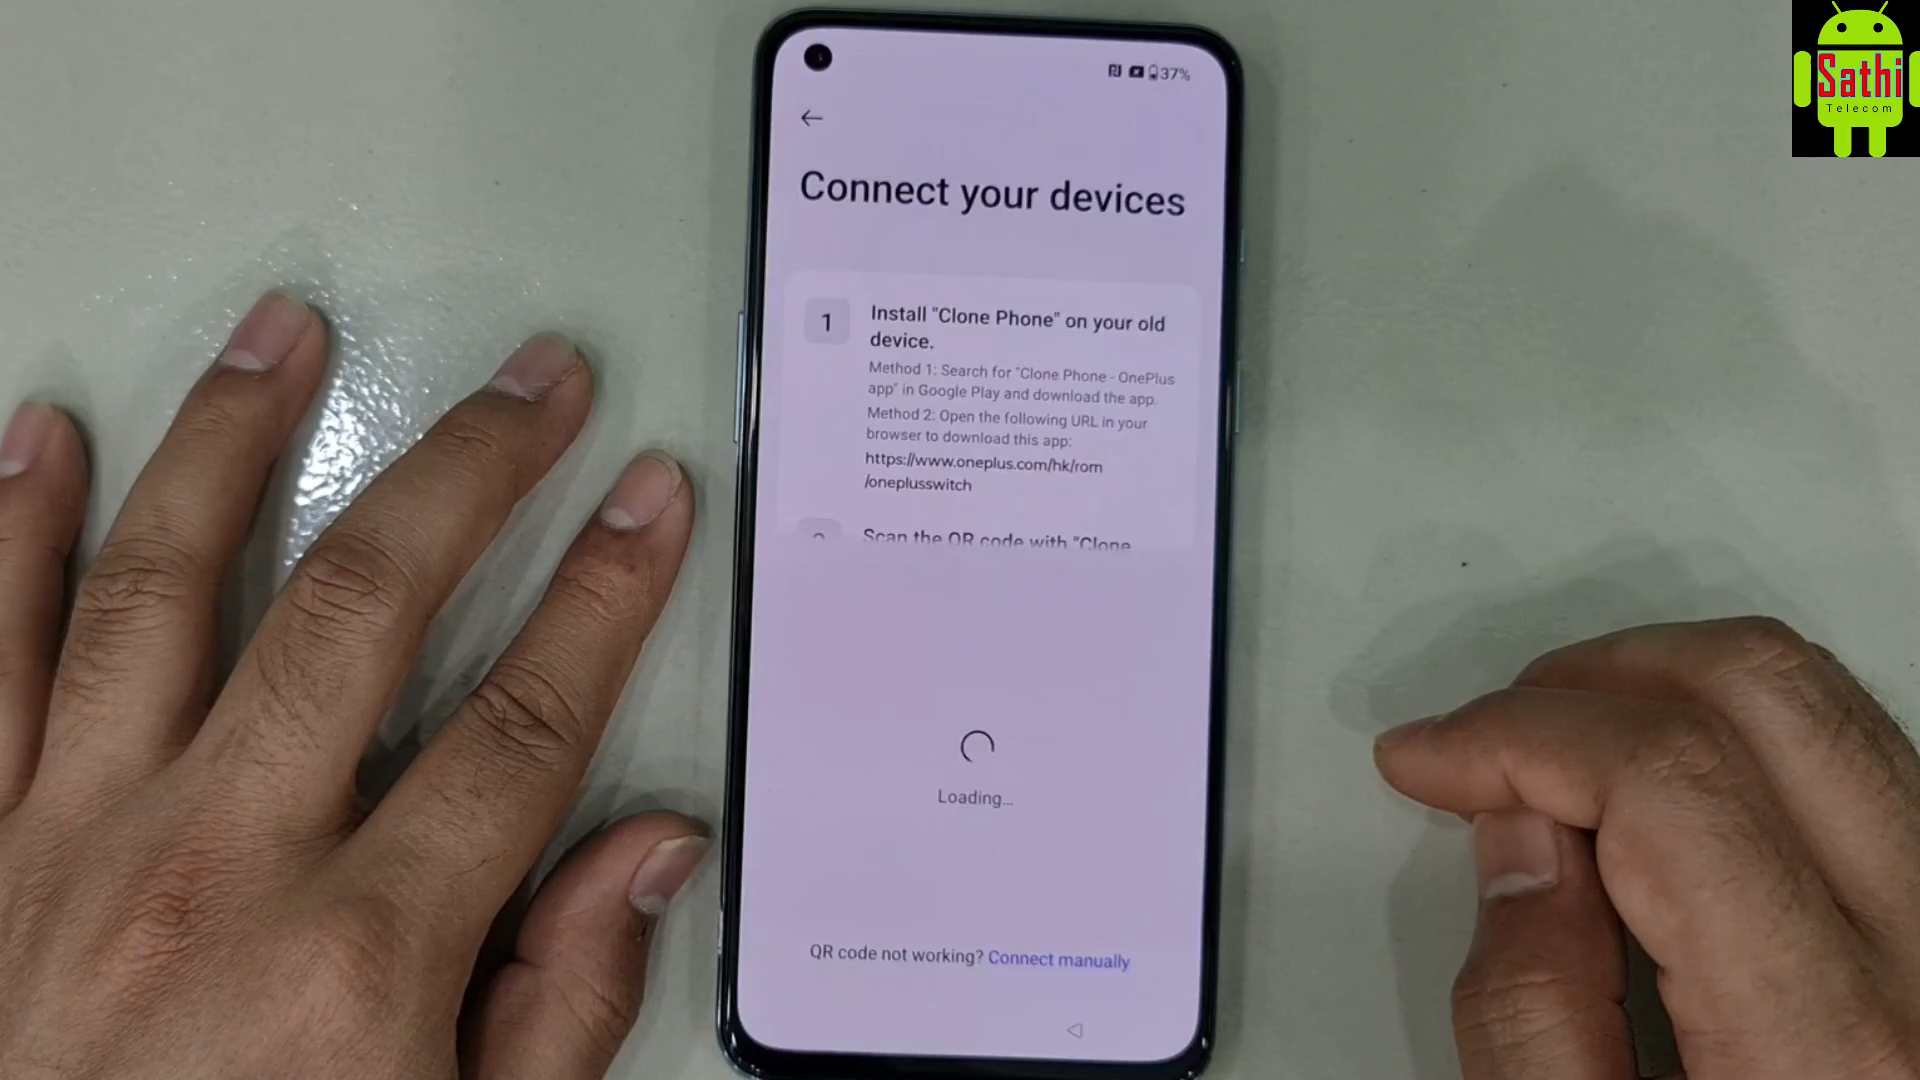 37%
Connect your devices
1
Install "Clone Phone" on your old
device.
Method 1: Search for "Clone Phone - OnePlus
app" in Google Play and download the app.
Method 2: Open the following URL in your
browser to download this app:
https://www.oneplus.com/hk/rom
/oneplusswitch
Scan the QR code with "Clone
Loading...
QR code not working? Connect manually
Sathi
Telecom